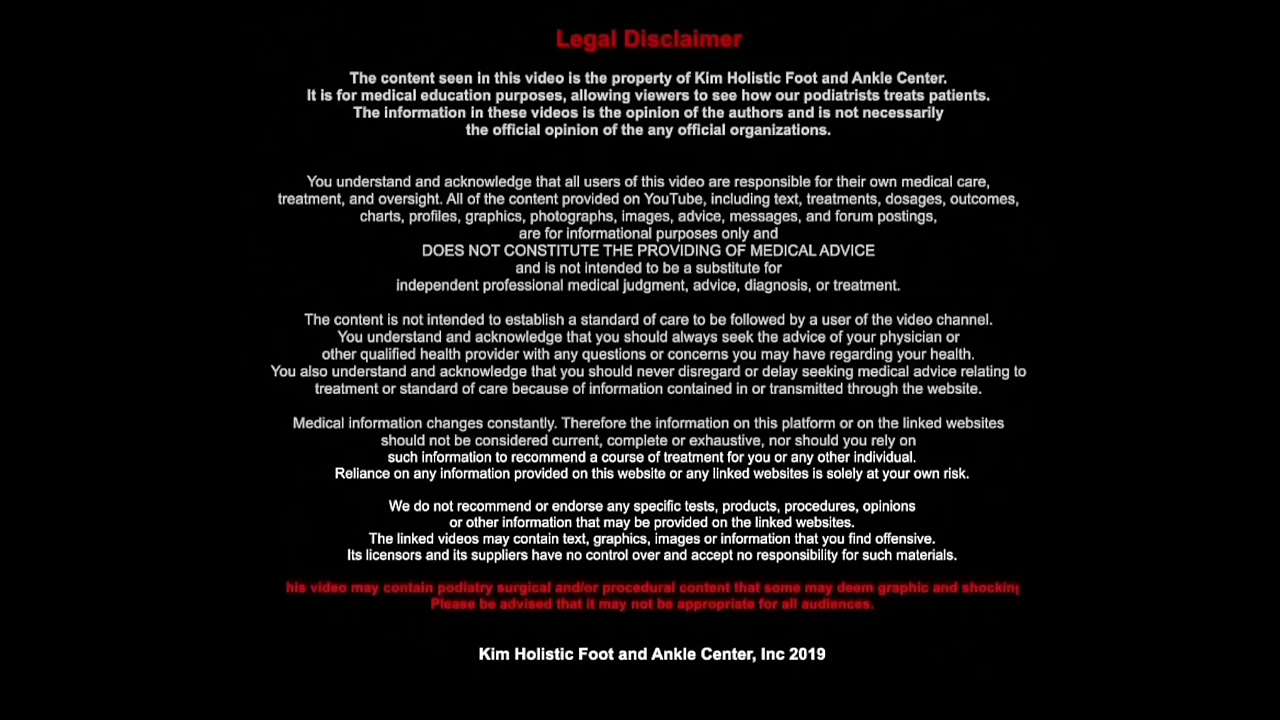 Legal Disclaimer
The content seen in this video is the property of Kim Holistic Foot and Ankle Center.
It is for medical education purposes, allowing viewers to see how our podiatrists treats patients.
The information in these videos is the opinion of the authors and is not necessarily
the official opinion of the any official organizations.
You understand and acknowledge that all users of this video are responsible for their own medical care,
treatment, and oversight. All of the content provided on YouTube, including text, treatments, dosages, outcomes,
charts, profiles, graphics, photographs, images, advice, messages, and forum postings,
are for informational purposes only and
DOES NOT CONSTITUTE THE PROVIDING OF MEDICAL ADVICE
and is not intended to be a substitute for
independent professional medical judgment, advice, diagnosis, or treatment.
The content is not intended to establish a standard of care to be followed by a user of the video channel.
You understand and acknowledge that you should always seek the advice of your physician or
other qualified health provider with any questions or concerns you may have regarding your health.
You also understand and acknowledge that you should never disregard or delay seeking medical advice relating to
treatment or standard of care because of information contained in or transmitted through the website.
Medical information changes constantly. Therefore the information on this platform or on the linked websites
should not be considered current, complete or exhaustive, nor should you rely on
such information to recommend a course of treatment for you or any other individual.
Reliance on any information provided on this website or any linked websites is solely at your own risk.
We do not recommend or endorse any specific tests, products, procedures, opinions
or other information that may be provided on the linked websites.
The linked videos may contain text, graphics, images or information that you find offensive.
Its licensors and its suppliers have no control over and accept no responsibility for such materials.
his video may contain podiatry surgical and/or procedural content that some may deem graphic and shocking
Please be advised that it may not be appropriate for all audiences.
Kim Holistic Foot and Ankle Center, Inc 2019